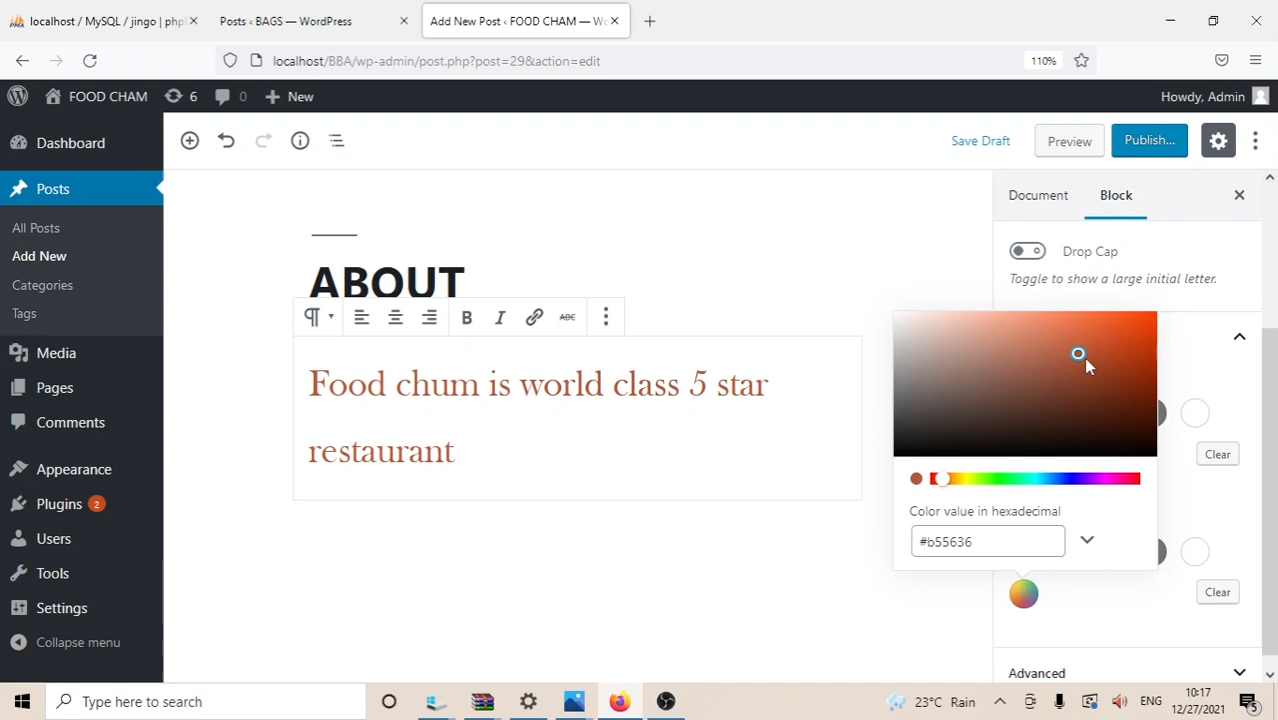 localhost / MySQL / jingo | php
Posts ‹ BAGS — WordPress
Add New Post ‹ FOOD CHAM — Wo
localhost/BBA/wp-admin/post.php?post=29&action=edit
110%
FOOD CHAM
6
0
New
Howdy, Admin
Dashboard
Posts
All Posts
Add New
Categories
Tags
Media
Pages
Comments
Appearance
Plugins 2
Users
Tools
Settings
Collapse menu
Save Draft
Preview
Publish...
ABOUT
B I ABC
Food chum is world class 5 star
restaurant
Document
Block
Drop Cap
Toggle to show a large initial letter.
Clear
Color value in hexadecimal
#b55636
Clear
Advanced
Type here to search
23°C Rain
ENG
10:17
12/27/2021
5